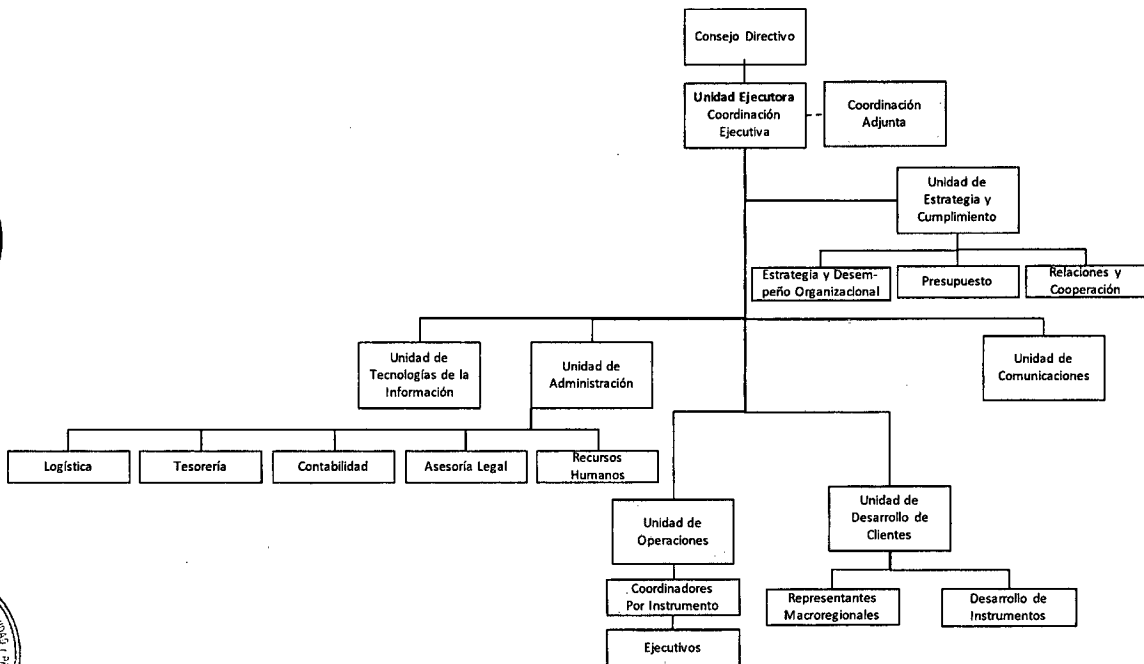 Consejo Directivo
Unidad Ejecutora
Coordinación
Ejecutiva
Coordinación
Adjunta
Unidad de
Estrategia y
Cumplimiento
Estrategia y Desem-
peño Organizacional
Presupuesto
Relaciones y
Cooperación
Unidad de
Tecnologías de la
Información
Unidad de
Administración
Unidad de
Comunicaciones
Logística
Tesorería
Contabilidad
Asesoría Legal
Recursos
Humanos
Unidad de
Operaciones
Unidad de
Desarrollo de
Clientes
Coordinadores
Por Instrumento
Representantes
Macroregionales
Desarrollo de
Instrumentos
Ejecutivos